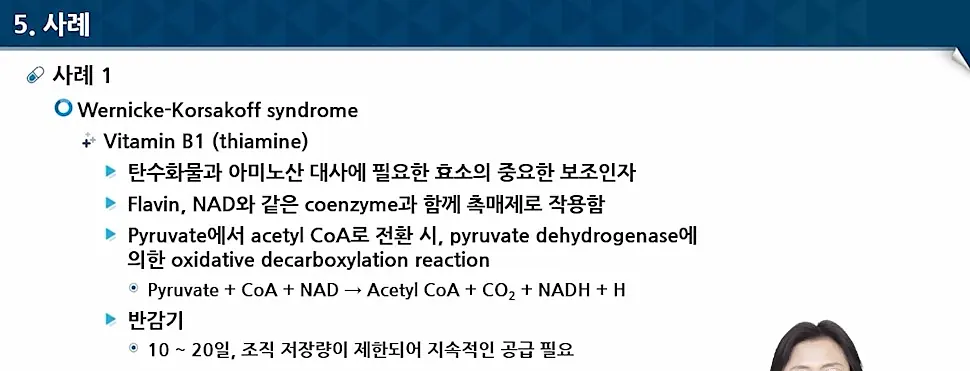 5. 사례
사례 1
Wernicke-Korsakoff syndrome
Vitamin B1 (thiamine)
탄수화물과 아미노산 대사에 필요한 효소의 중요한 보조인자
Flavin, NAD와 같은 coenzyme과 함께 촉매제로 작용함
Pyruvate에서 acetyl CoA로 전환 시, pyruvate dehydrogenase에
의한 oxidative decarboxylation reaction
Pyruvate + CoA + NAD → Acetyl CoA + CO₂ + NADH + H
반감기
10 ~ 20일, 조직 저장량이 제한되어 지속적인 공급 필요